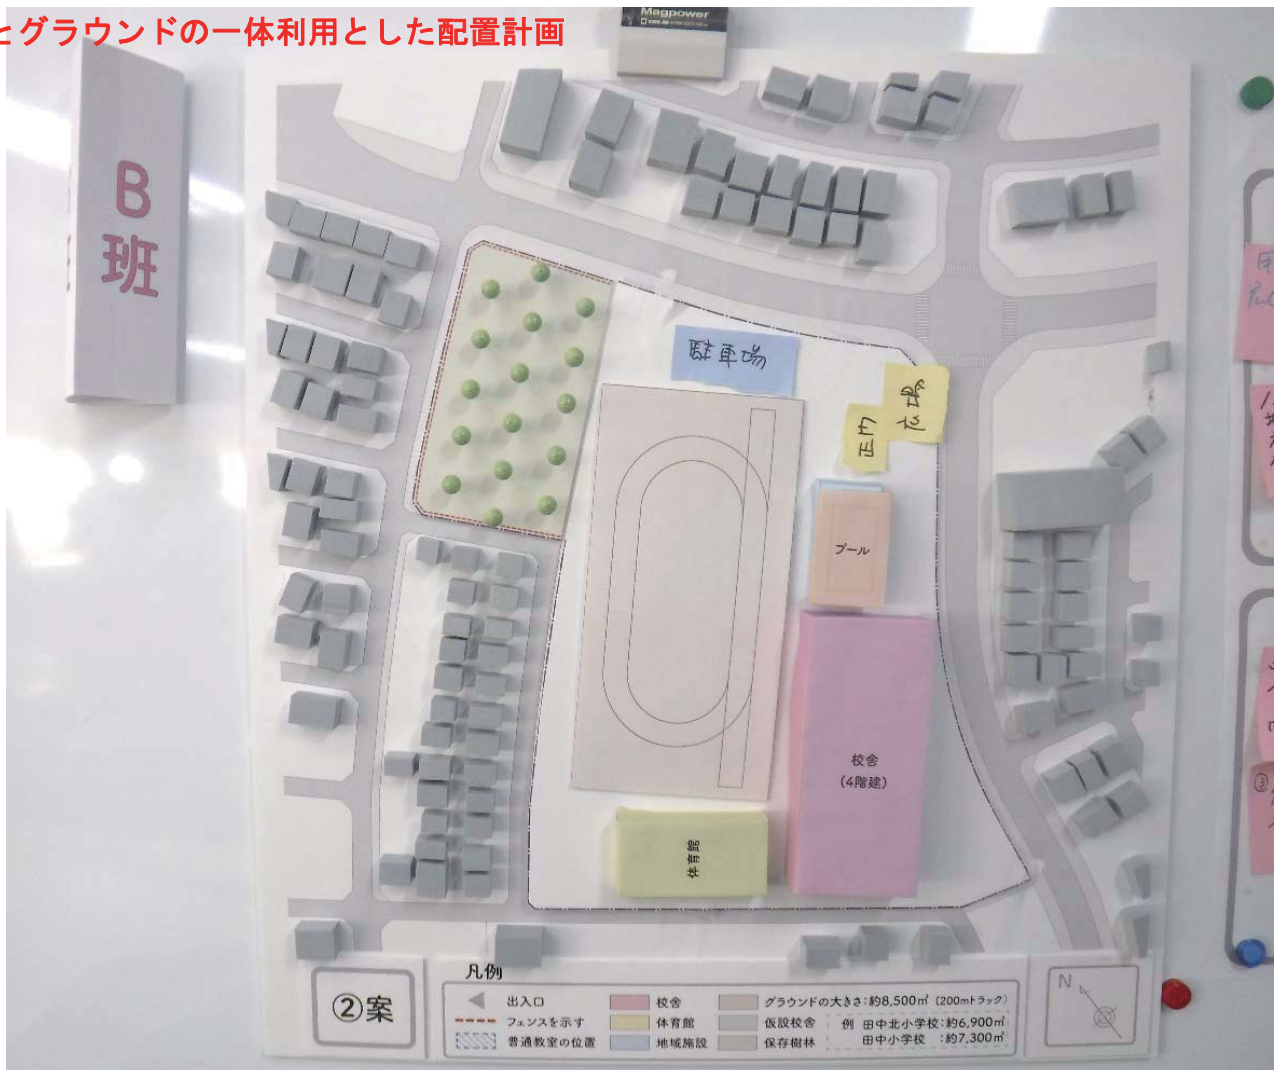 とグラウンドの一体利用とした配置計画
Magpower
B
班
駐車場
正門
プール
校舎
(4階建)
体育館
②案
凡例
出入口
フェンスを示す
普通教室の位置
校舎
体育館
地域施設
グラウンドの大きさ:約8,500㎡ (200mトラック)
仮設校舎
保存樹林
例 田中北小学校:約6,900㎡
田中小学校 :約7,300㎡
N
③